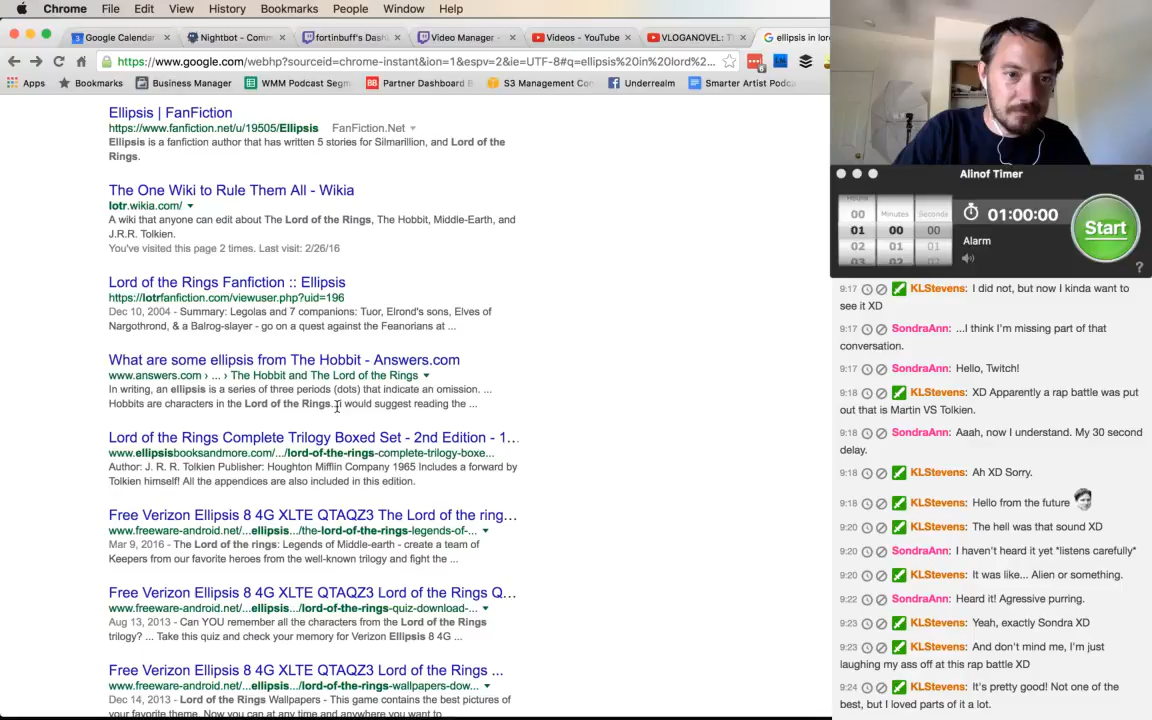 Chrome File Edit View History Bookmarks People Window Help
Google Calendar Nightbot - Comm fortinbuff's Dash Video Manager - Videos - YouTube VLOGANOVEL: T ellipsis in lord
https://www.google.com/webhp?sourceid=chrome-instant&ion=1&espv=2&ie=UTF-8#q=ellipsis%20in%20lord%2...
Apps Bookmarks Business Manager WMM Podcast Segm Partner Dashboard S3 Management Con Underrealm Smarter Artist Podca
Ellipsis | FanFiction
https://www.fanfiction.net/u/19505/Ellipsis FanFiction.Net
Ellipsis is a fanfiction author that has written 5 stories for Silmarillion, and Lord of the
Rings.
The One Wiki to Rule Them All - Wikia
lotr.wikia.com/
A wiki that anyone can edit about The Lord of the Rings, The Hobbit, Middle-Earth, and
J.R.R. Tolkien.
You've visited this page 2 times. Last visit: 2/26/16
Lord of the Rings Fanfiction :: Ellipsis
https://lotrfanfiction.com/viewuser.php?uid=196
Dec 10, 2004 - Summary: Legolas and 7 companions: Tuor, Elrond's sons, Elves of
Nargothrond, & a Balrog-slayer - go on a quest against the Feanorians at ...
What are some ellipsis from The Hobbit - Answers.com
www.answers.com › ... › The Hobbit and The Lord of the Rings
In writing, an ellipsis is a series of three periods (dots) that indicate an omission. ...
Hobbits are characters in the Lord of the Rings. I would suggest reading the ...
Lord of the Rings Complete Trilogy Boxed Set - 2nd Edition - 1...
www.ellipsisbooksandmore.com/.../lord-of-the-rings-complete-trilogy-boxe...
Author: J. R. R. Tolkien Publisher: Houghton Mifflin Company 1965 Includes a forward by
Tolkien himself! All the appendices are also included in this edition.
Free Verizon Ellipsis 8 4G XLTE QTAQZ3 The Lord of the ring...
www.freeware-android.net/...ellipsis.../the-lord-of-the-rings-legends-of-...
Mar 9, 2016 - The Lord of the rings: Legends of Middle-earth - create a team of
Keepers from our favorite heroes from the well-known trilogy and fight the ...
Free Verizon Ellipsis 8 4G XLTE QTAQZ3 Lord of the Rings Q...
www.freeware-android.net/...ellipsis.../lord-of-the-rings-quiz-download-...
Aug 13, 2013 - Can YOU remember all the characters from the Lord of the Rings
trilogy? ... Take this quiz and check your memory for Verizon Ellipsis 8 4G ...
Free Verizon Ellipsis 8 4G XLTE QTAQZ3 Lord of the Rings ...
www.freeware-android.net/...ellipsis.../lord-of-the-rings-wallpapers-dow...
Dec 14, 2013 - Lord of the Rings Wallpapers - This game contains the best pictures of
your favorite theme. Now you can at any time and anywhere you want to
Alinof Timer
Minutes Seconds
00
01 00 00
02 01 01
03 02 02
01:00:00
Alarm
Start
?
9:17 KLStevens: I did not, but now I kinda want to
see it XD
9:17 SondraAnn: ...I think I'm missing part of that
conversation.
9:17 SondraAnn: Hello, Twitch!
9:18 KLStevens: XD Apparently a rap battle was put
out that is Martin VS Tolkien.
9:18 SondraAnn: Aaah, now I understand. My 30 second
delay.
9:18 KLStevens: Ah XD Sorry.
9:18 KLStevens: Hello from the future
9:20 KLStevens: The hell was that sound XD
9:20 SondraAnn: I haven't heard it yet *listens carefully*
9:20 KLStevens: It was like... Alien or something.
9:22 SondraAnn: Heard it! Agressive purring.
9:23 KLStevens: Yeah, exactly Sondra XD
9:23 KLStevens: And don't mind me, I'm just
laughing my ass off at this rap battle XD
9:24 KLStevens: It's pretty good! Not one of the
best, but I loved parts of it a lot.